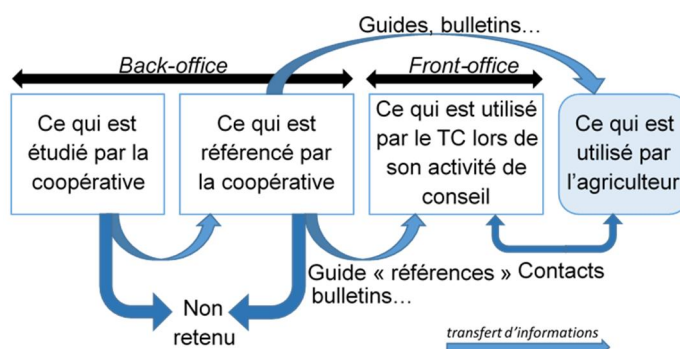 Guides, bulletins...
Back-office
Front-office
Ce qui est
étudié par la
coopérative
Ce qui est
référencé par
la coopérative
Ce qui est utilisé
par le TC lors de
son activité de
conseil
Ce qui est
utilisé par
l'agriculteur
Guide « références »
bulletins...
Contacts
Non
retenu
transfert d'informations